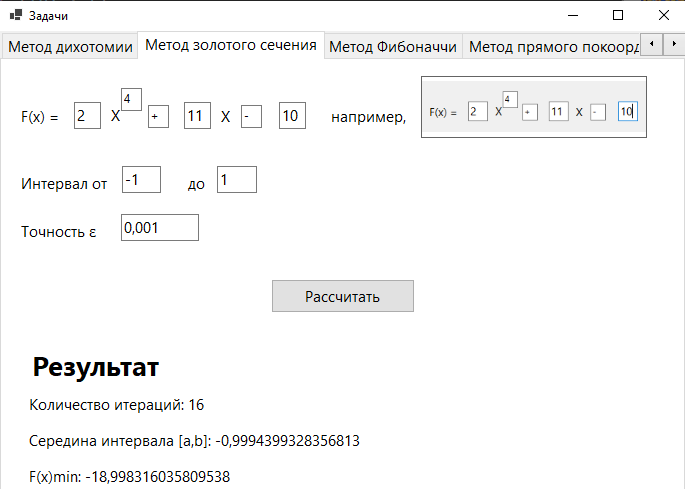 Задачи
Метод дихотомии Метод золотого сечения Метод Фибоначчи Метод прямого покоорд
F(x) = 2 X 4 + 11 X - 10 например, F(x) = 2 X 4 + 11 X - 10
Интервал от -1 до 1
Точность ε 0,001
Рассчитать
Результат
Количество итераций: 16
Середина интервала [a,b]: -0,9994399328356813
F(x)min: -18,998316035809538